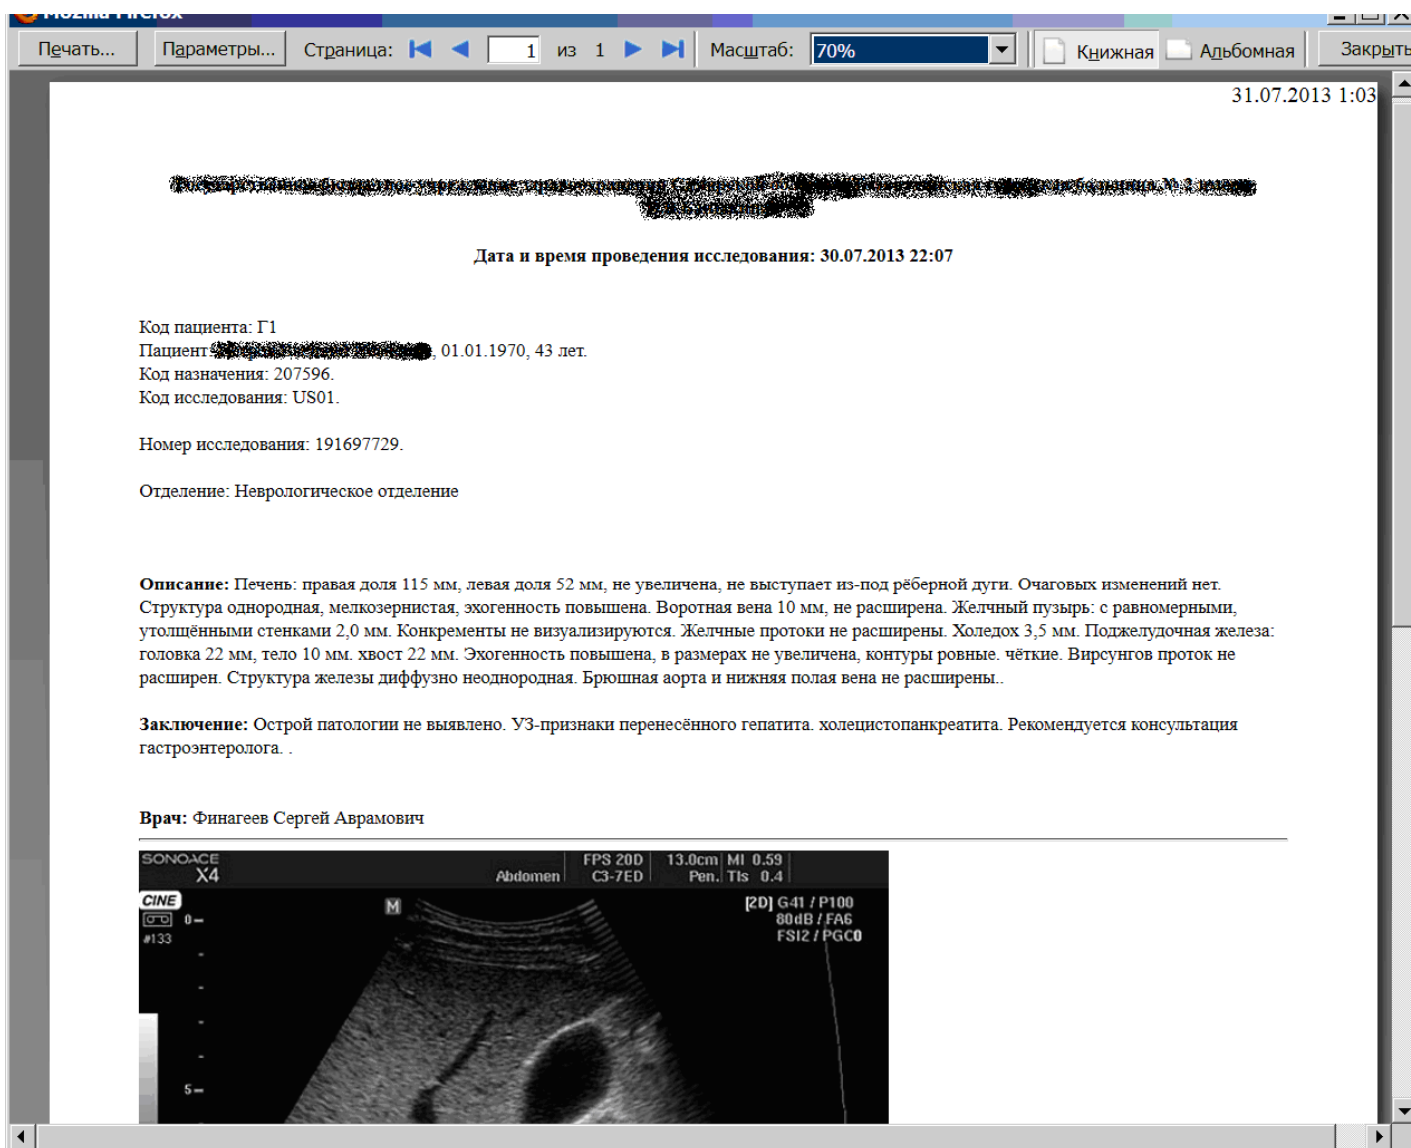 Mozilla Firefox
Печать... Параметры... Страница: 1 из 1 Масштаб: 70% Книжная Альбомная Закрыть
31.07.2013 1:03
Дата и время проведения исследования: 30.07.2013 22:07
Код пациента: Г1
Пациент , 01.01.1970, 43 лет.
Код назначения: 207596.
Код исследования: US01.
Номер исследования: 191697729.
Отделение: Неврологическое отделение
Описание: Печень: правая доля 115 мм, левая доля 52 мм, не увеличена, не выступает из-под рёберной дуги. Очаговых изменений нет.
Структура однородная, мелкозернистая, эхогенность повышена. Воротная вена 10 мм, не расширена. Желчный пузырь: с равномерными,
утолщёнными стенками 2,0 мм. Конкременты не визуализируются. Желчные протоки не расширены. Холедох 3,5 мм. Поджелудочная железа:
головка 22 мм, тело 10 мм. хвост 22 мм. Эхогенность повышена, в размерах не увеличена, контуры ровные. чёткие. Вирсунгов проток не
расширен. Структура железы диффузно неоднородная. Брюшная аорта и нижняя полая вена не расширены..
Заключение: Острой патологии не выявлено. УЗ-признаки перенесённого гепатита. холецистопанкреатита. Рекомендуется консультация
гастроэнтеролога. .
Врач: Финагеев Сергей Аврамович
SONOACE FPS 20D 13.0cm MI 0.59
X4 Abdomen C3-7ED Pen. TIs 0.4
CINE M [2D] G41 / P100
0 80dB / FA6
#133 FSI2 / PGC0
5